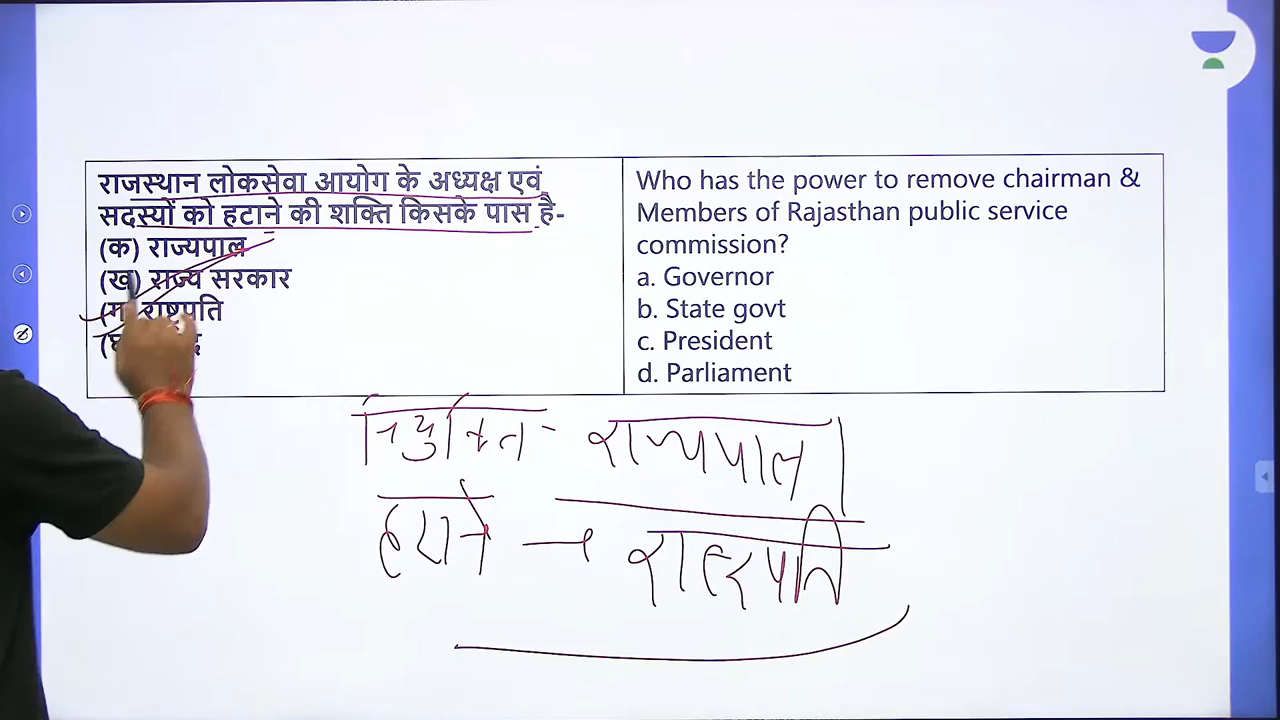 राजस्थान लोकसेवा आयोग के अध्यक्ष एवं
सदस्यों को हटाने की शक्ति किसके पास है-
(क) राज्यपाल
(ख) राज्य सरकार
(ग) राष्ट्रपति
Who has the power to remove chairman &
Members of Rajasthan public service
commission?
a. Governor
b. State govt
c. President
d. Parliament
नियुक्ति - राज्यपाल
हटाने → राष्ट्रपति